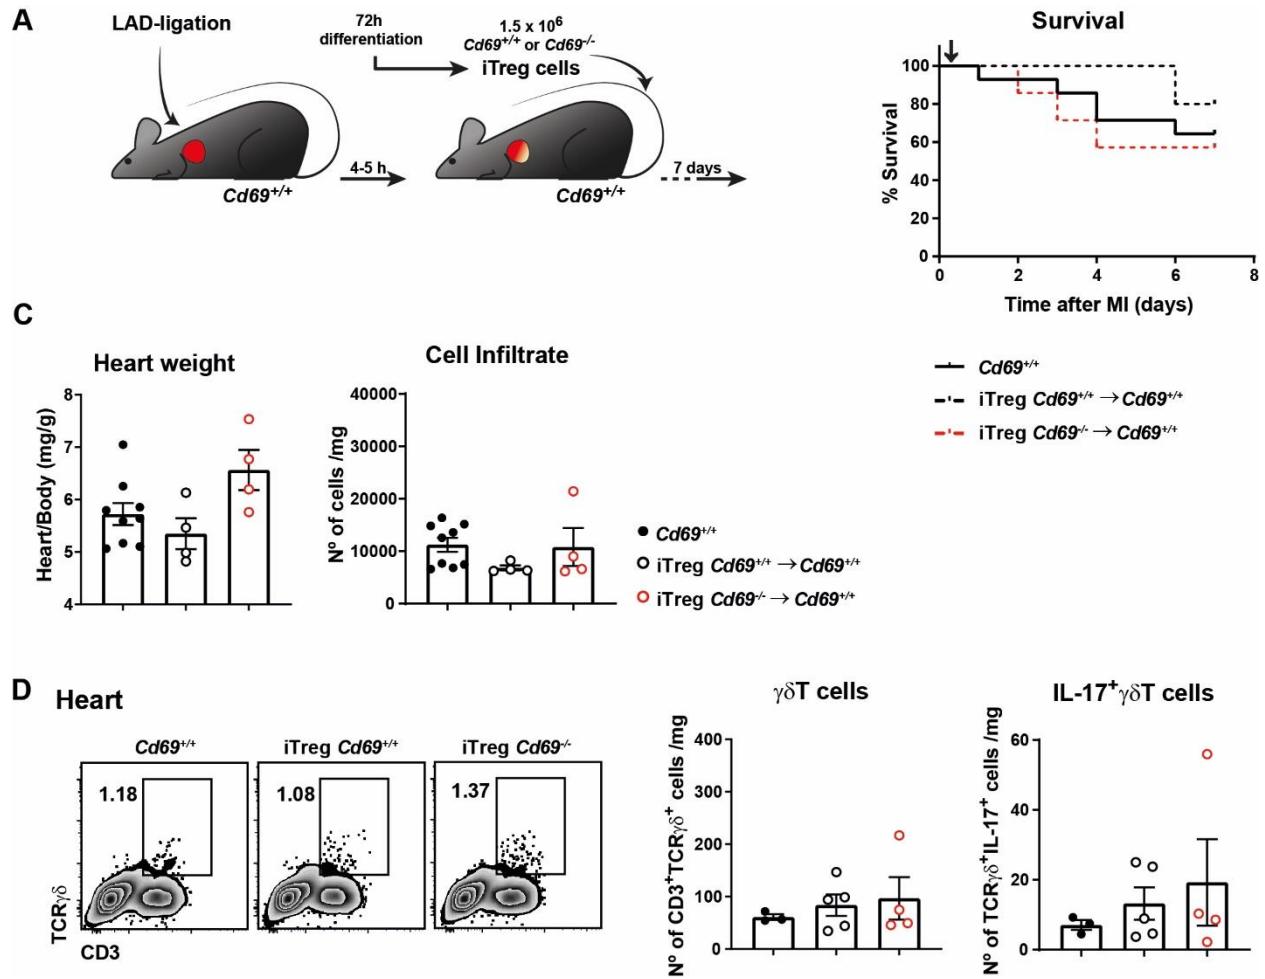 A
LAD-ligation
72h
differentiation
1.5 x 10⁶
Cd69⁺/⁺ or Cd69⁻/⁻
iTreg cells
4-5 h
7 days
Cd69⁺/⁺
Cd69⁺/⁺
Survival
% Survival
100
80
60
40
20
0
0 2 4 6 8
Time after MI (days)
Cd69⁺/⁺
iTreg Cd69⁺/⁺ → Cd69⁺/⁺
iTreg Cd69⁻/⁻ → Cd69⁺/⁺
C
Heart weight
Heart/Body (mg/g)
8
7
6
5
4
Cell Infiltrate
Nº of cells /mg
40000
30000
20000
10000
0
Cd69⁺/⁺
iTreg Cd69⁺/⁺ → Cd69⁺/⁺
iTreg Cd69⁻/⁻ → Cd69⁺/⁺
D
Heart
Cd69⁺/⁺
iTreg Cd69⁺/⁺
iTreg Cd69⁻/⁻
1.18
1.08
1.37
TCRγδ
CD3
γδT cells
Nº of CD3⁺TCRγδ⁺ cells /mg
400
300
200
100
0
IL-17⁺γδT cells
Nº of TCRγδ⁺IL-17⁺ cells /mg
60
40
20
0